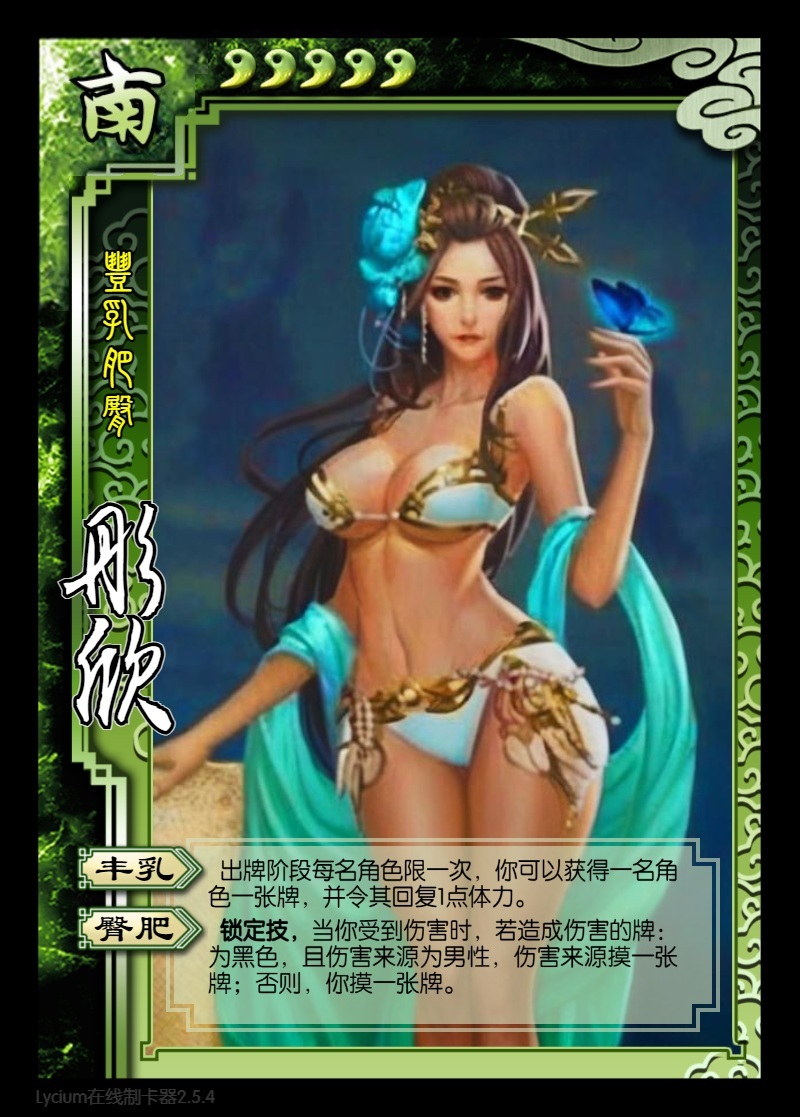 南
豐乳肥臀
彤欣
丰乳
出牌阶段每名角色限一次，你可以获得一名角
色一张牌，并令其回复1点体力。
臀肥
锁定技，当你受到伤害时，若造成伤害的牌：
为黑色，且伤害来源为男性，伤害来源摸一张
牌；否则，你摸一张牌。
Lycium在线制卡器2.5.4